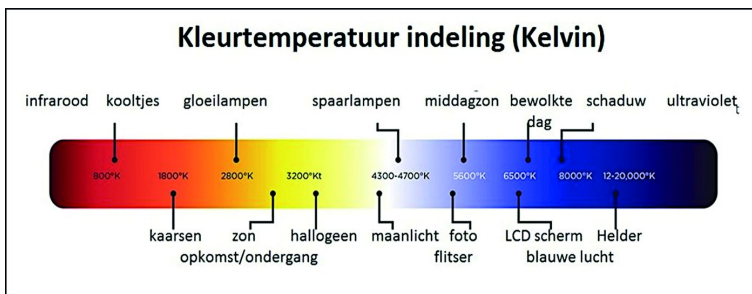 Kleurtemperatuur indeling (Kelvin)
infrarood kooltjes gloeilampen spaarlampen middagzon bewolkte schaduw ultraviolet
dag t
800°K 1800°K 2800°K 3200°Kt 4300-4700°K 5600°K 6500°K 8000°K 12-20,000°K
kaarsen zon hallogeen maanlicht foto LCD scherm Helder
opkomst/ondergang flitser blauwe lucht